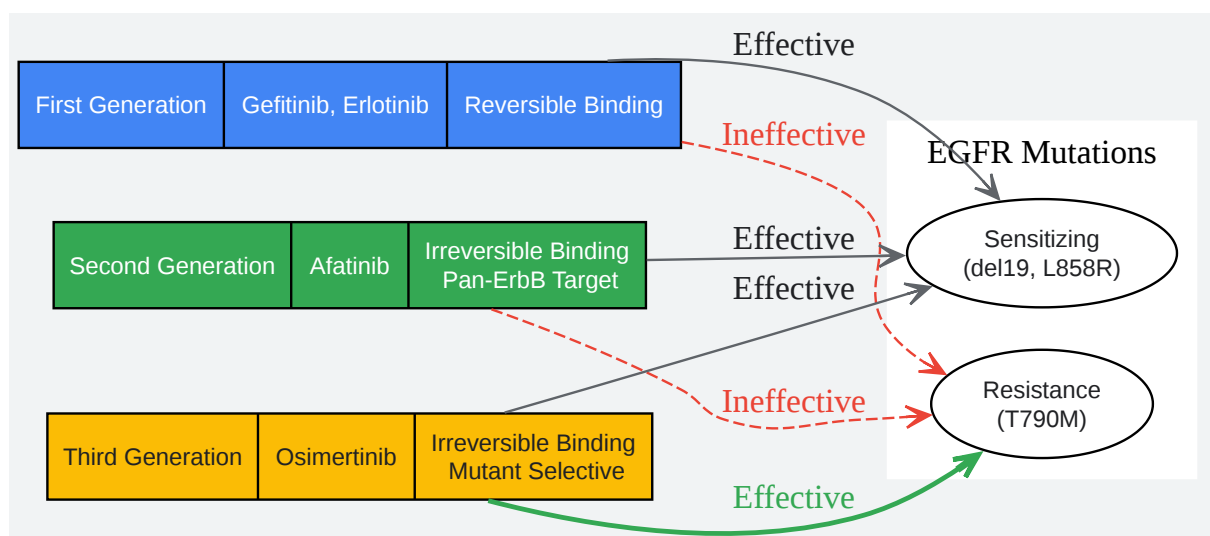 Effective
First Generation
Gefitinib, Erlotinib
Reversible Binding
Ineffective
EGFR Mutations
Second Generation
Afatinib
Irreversible Binding
Pan-ErbB Target
Effective
Sensitizing
(del19, L858R)
Effective
Third Generation
Osimertinib
Irreversible Binding
Mutant Selective
Ineffective
Resistance
(T790M)
Effective